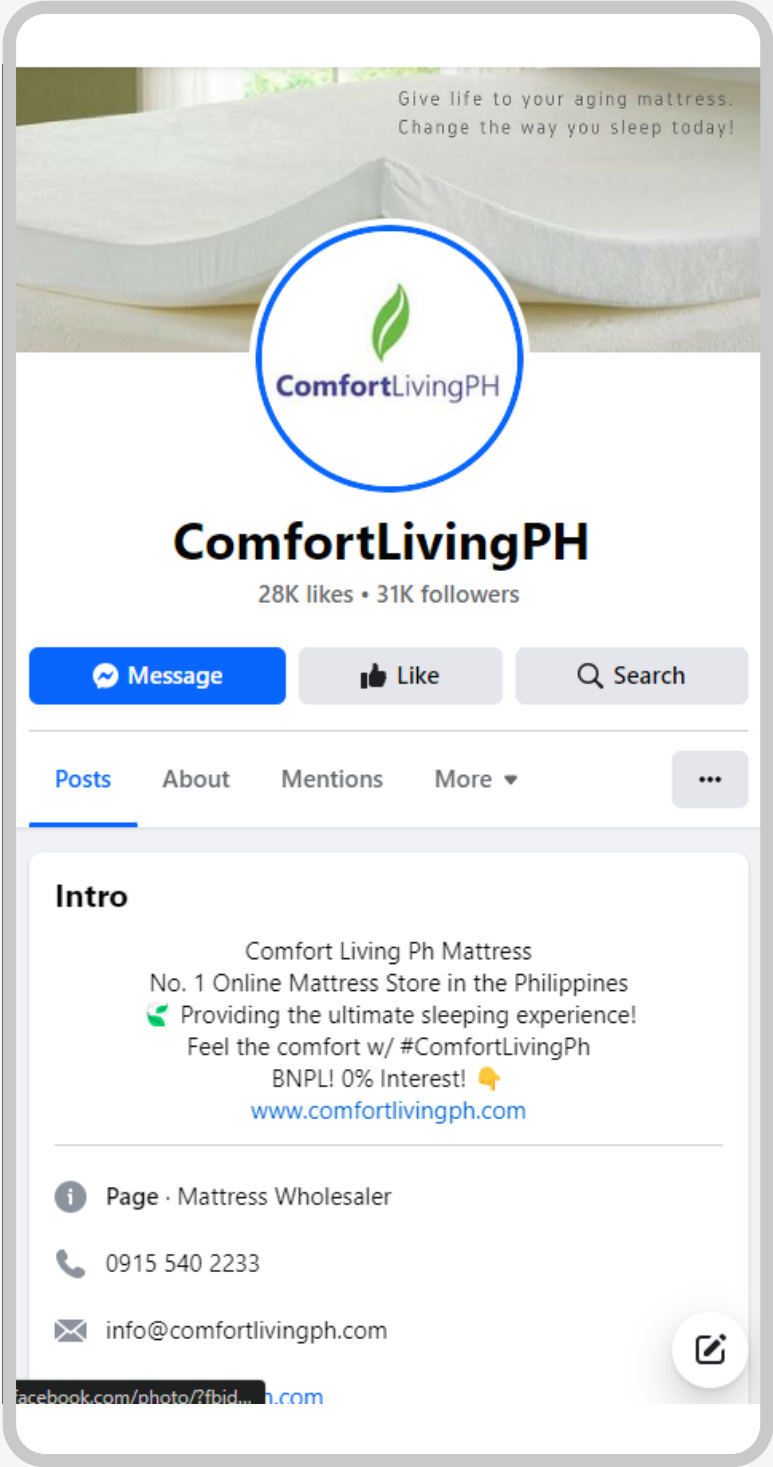 Give life to your aging mattress.
Change the way you sleep today!
ComfortLivingPH
ComfortLivingPH
28K likes • 31K followers
Message
Like
Search
Posts
About
Mentions
More
Intro
Comfort Living Ph Mattress
No. 1 Online Mattress Store in the Philippines
Providing the ultimate sleeping experience!
Feel the comfort w/ #ComfortLivingPh
BNPL! 0% Interest!
www.comfortlivingph.com
Page · Mattress Wholesaler
0915 540 2233
info@comfortlivingph.com
acebook.com/photo/?fbid...
h.com